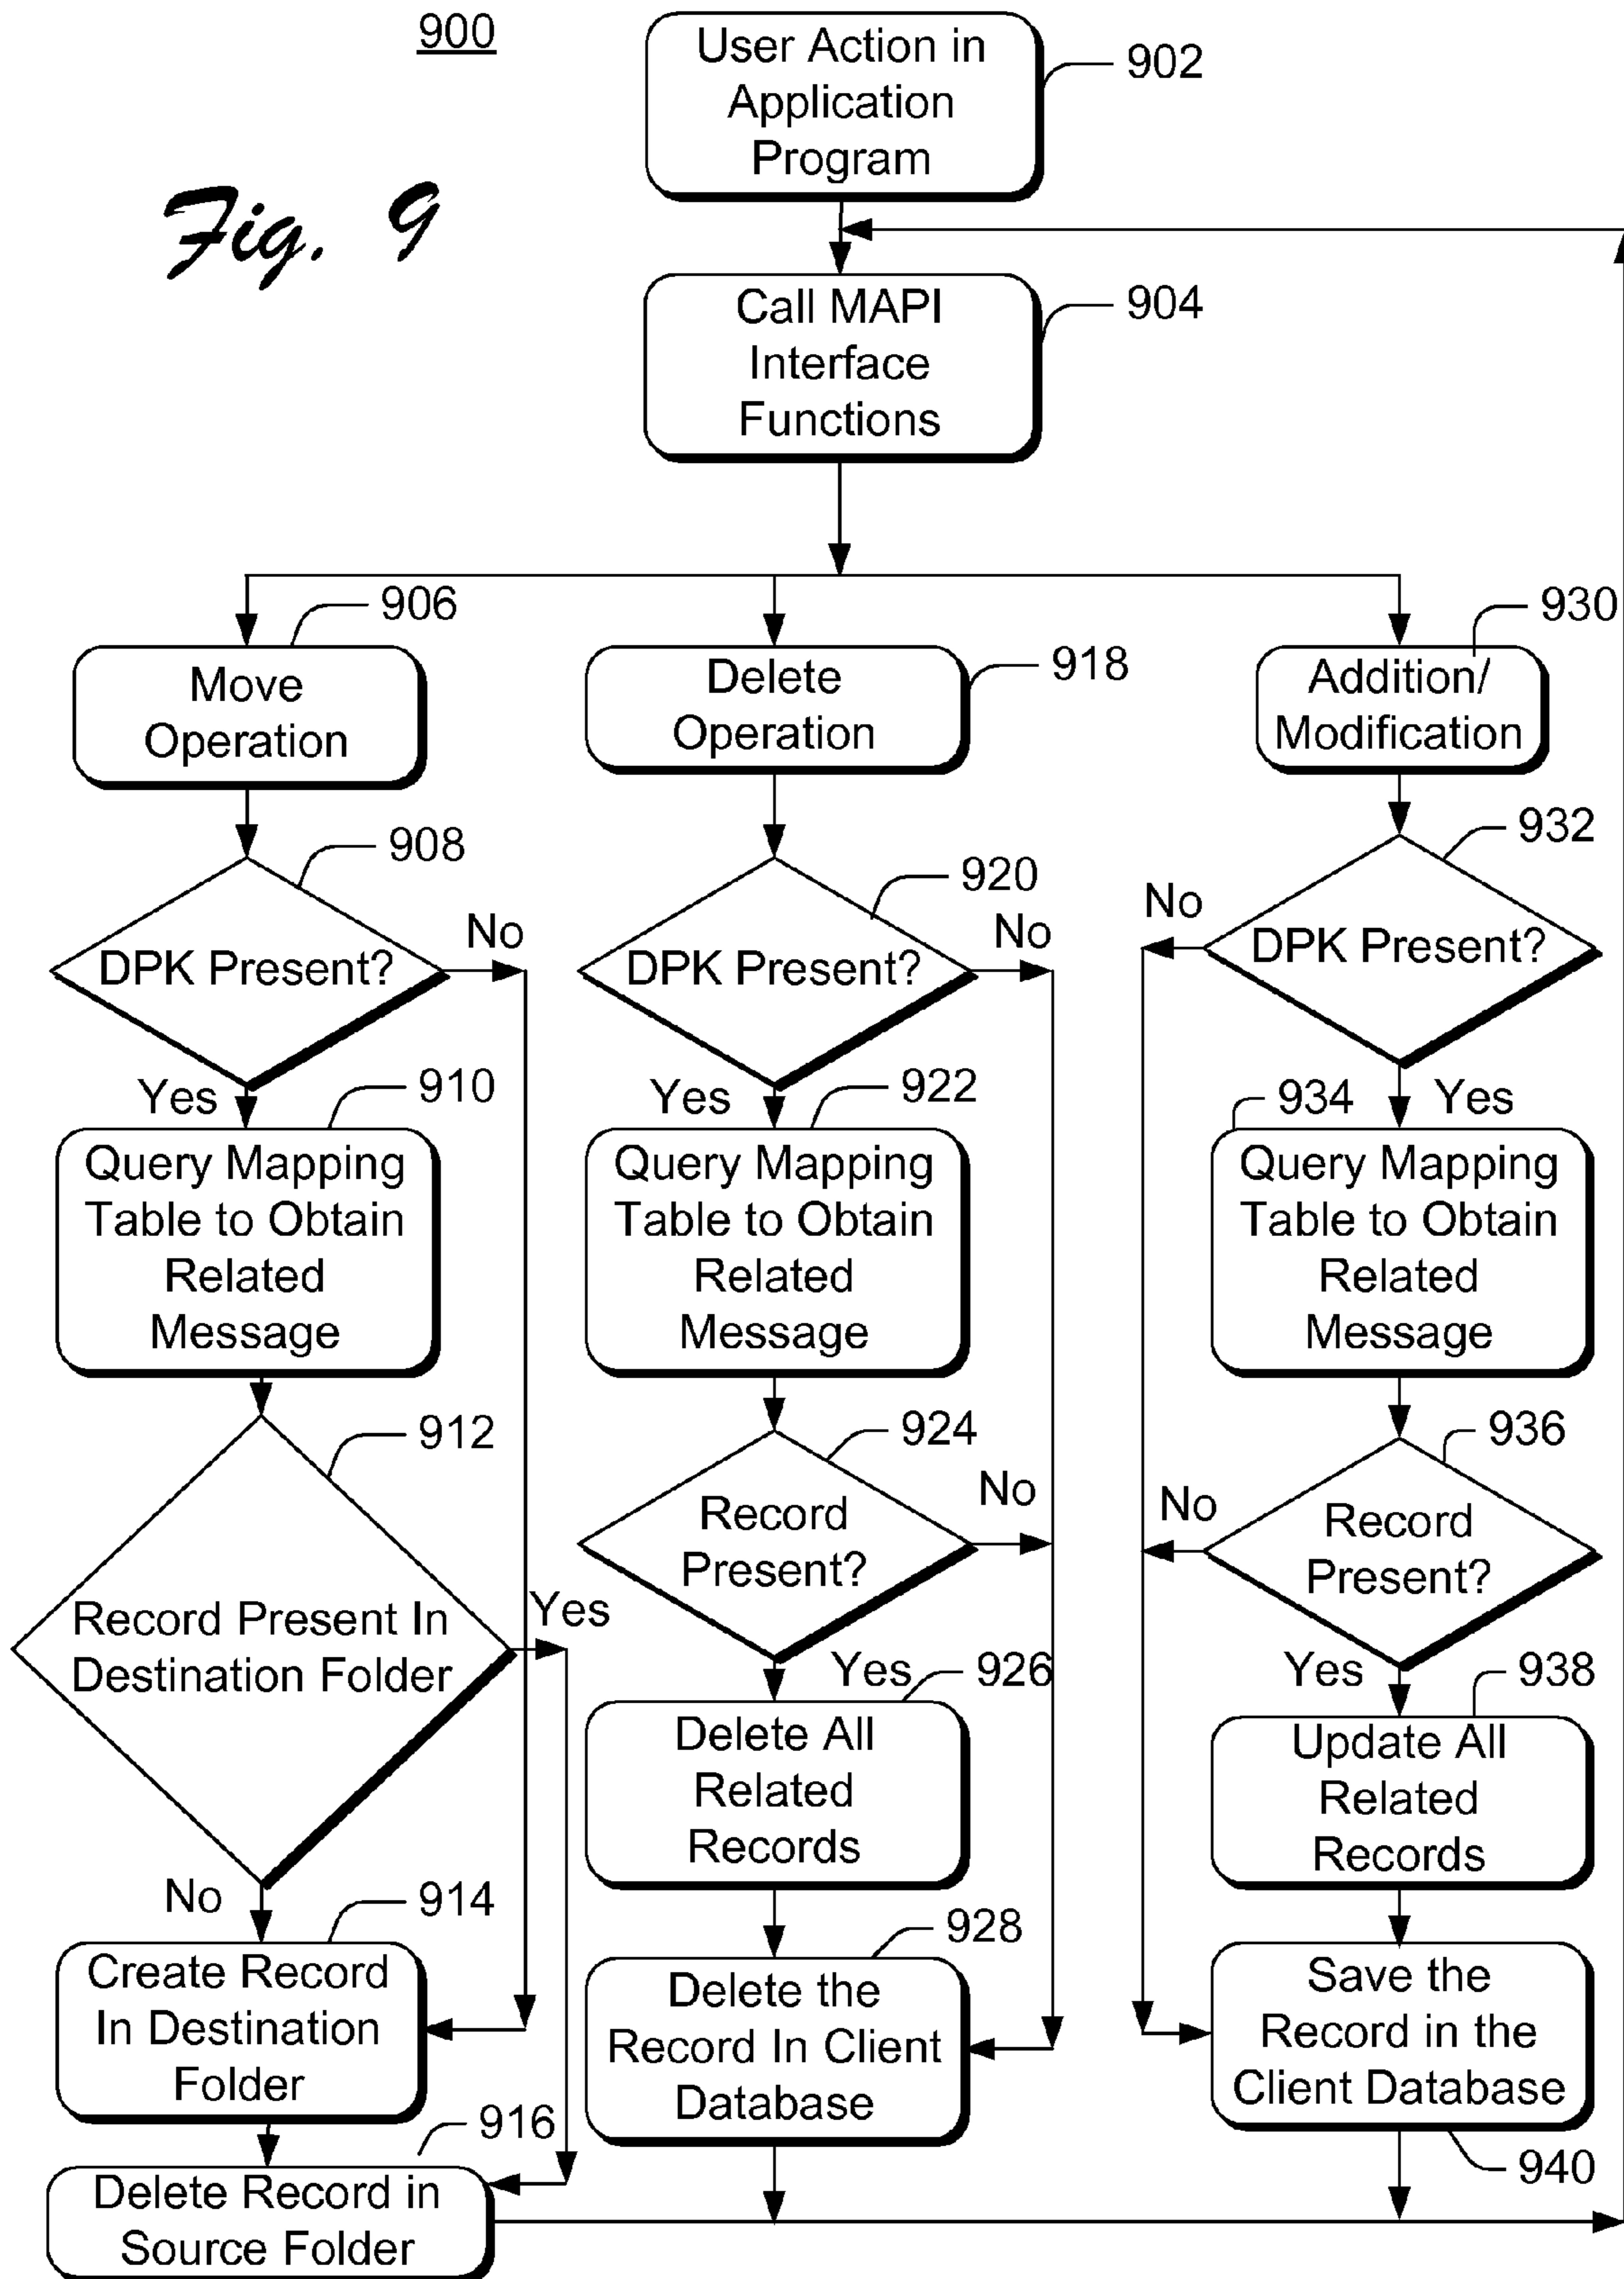 900
Fig. 9
User Action in
Application
Program
902
Call MAPI
Interface
Functions
904
906
Move
Operation
908
DPK Present?
No
Yes
910
Query Mapping
Table to Obtain
Related
Message
912
Record Present In
Destination Folder
Yes
No
914
Create Record
In Destination
Folder
916
Delete Record in
Source Folder
918
Delete
Operation
920
DPK Present?
No
Yes
922
Query Mapping
Table to Obtain
Related
Message
924
Record
Present?
No
Yes
926
Delete All
Related
Records
928
Delete the
Record In Client
Database
930
Addition/
Modification
932
DPK Present?
No
Yes
934
Query Mapping
Table to Obtain
Related
Message
936
Record
Present?
No
Yes
938
Update All
Related
Records
Save the
Record in the
Client Database
940